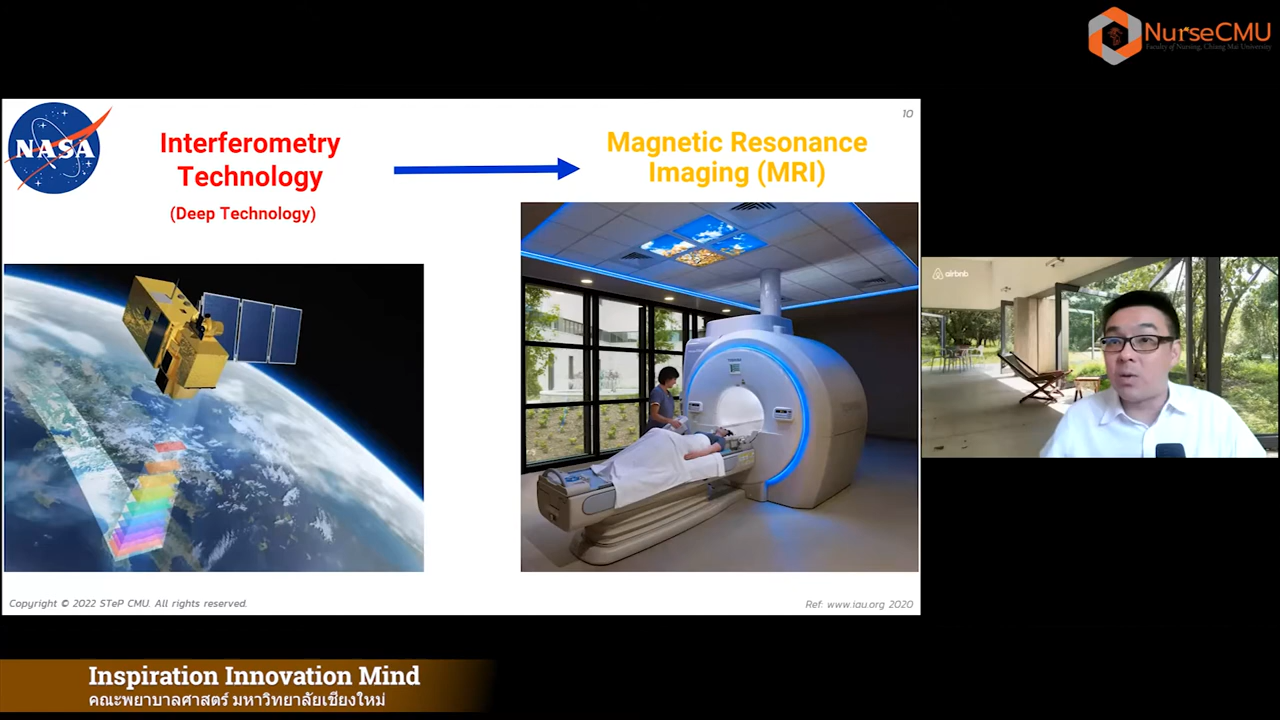 NurseCMU
Faculty of Nursing, Chiang Mai University
10
NASA
Interferometry
Technology
(Deep Technology)
Magnetic Resonance
Imaging (MRI)
airbnb
Copyright © 2022 STeP CMU. All rights reserved.
Ref: www.iau.org 2020
Inspiration Innovation Mind
คณะพยาบาลศาสตร์ มหาวิทยาลัยเชียงใหม่